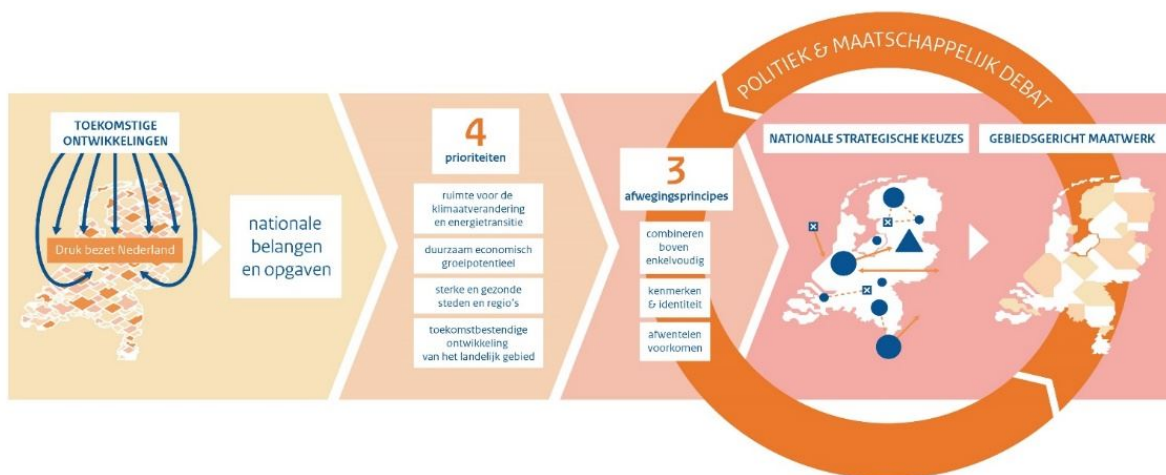 TOEKOMSTIGE
ONTWIKKELINGEN
Druk bezet Nederland
nationale
belangen
en opgaven
4
prioriteiten
ruimte voor de
klimaatverandering
en energietransitie
duurzaam economisch
groeipotentieel
sterke en gezonde
steden en regio's
toekomstbestendige
ontwikkeling
van het landelijk gebied
3
afwegingsprincipes
combineren
boven
enkelvoudig
kenmerken
& identiteit
afwentelen
voorkomen
POLITIEK & MAATSCHAPPELIJK DEBAT
NATIONALE STRATEGISCHE KEUZES
GEBIEDSGERICHT MAATWERK